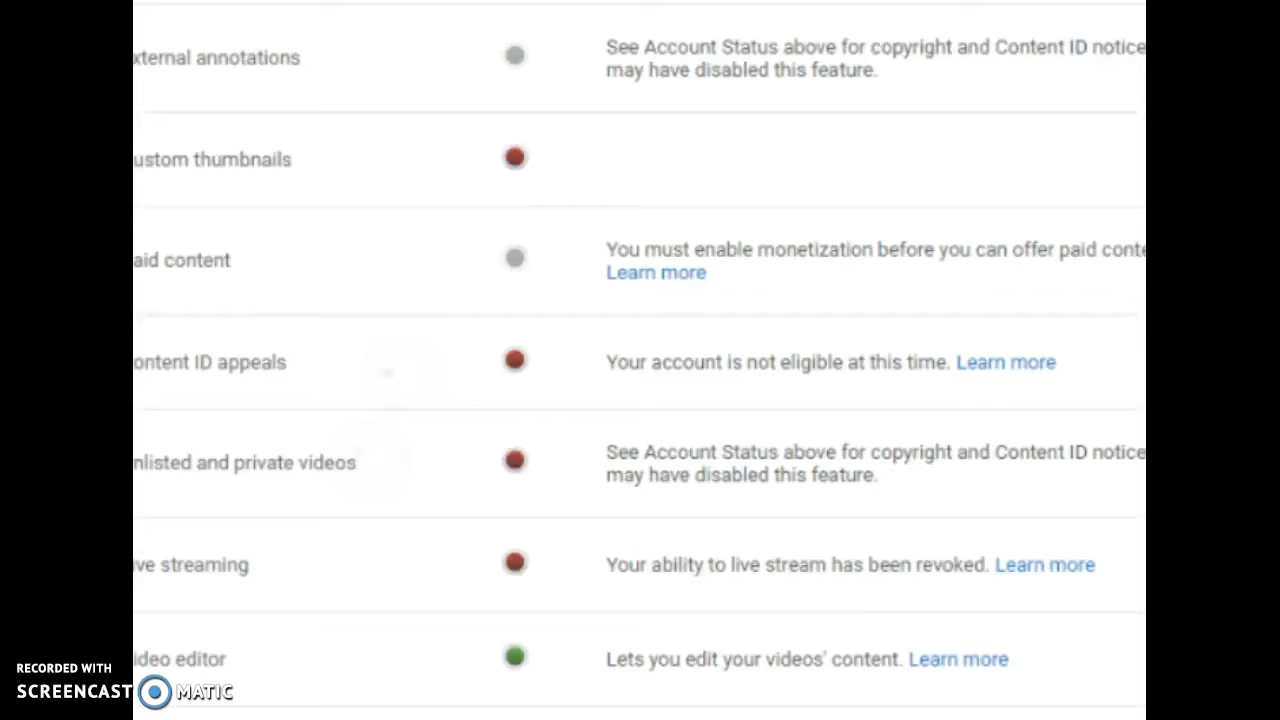 xternal annotations
See Account Status above for copyright and Content ID notice
may have disabled this feature.
ustom thumbnails
aid content
You must enable monetization before you can offer paid conte
Learn more
ontent ID appeals
Your account is not eligible at this time. Learn more
nlisted and private videos
See Account Status above for copyright and Content ID notice
may have disabled this feature.
ve streaming
Your ability to live stream has been revoked. Learn more
ideo editor
Lets you edit your videos' content. Learn more
RECORDED WITH
SCREENCAST MATIC